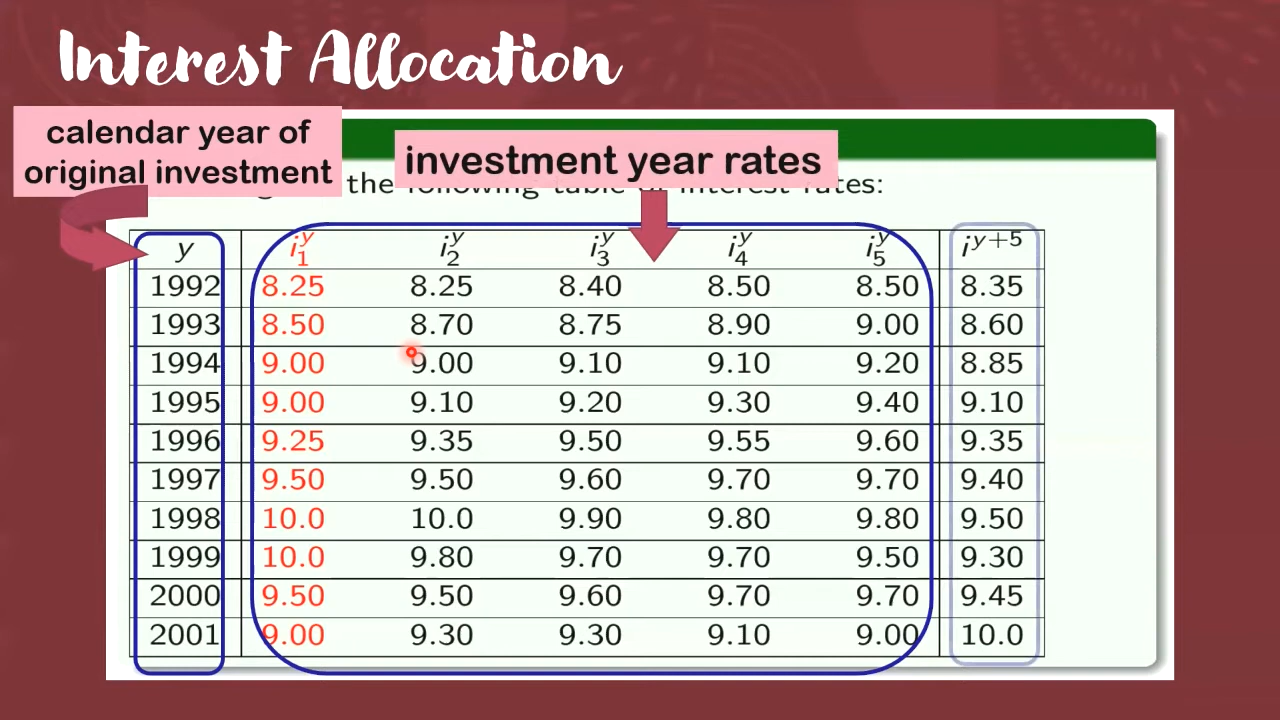 Interest Allocation
calendar year of
original investment
investment year rates
the following table of interest rates:
y i_1^y i_2^y i_3^y i_4^y i_5^y i^{y+5}
1992 8.25 8.25 8.40 8.50 8.50 8.35
1993 8.50 8.70 8.75 8.90 9.00 8.60
1994 9.00 9.00 9.10 9.10 9.20 8.85
1995 9.00 9.10 9.20 9.30 9.40 9.10
1996 9.25 9.35 9.50 9.55 9.60 9.35
1997 9.50 9.50 9.60 9.70 9.70 9.40
1998 10.0 10.0 9.90 9.80 9.80 9.50
1999 10.0 9.80 9.70 9.70 9.50 9.30
2000 9.50 9.50 9.60 9.70 9.70 9.45
2001 9.00 9.30 9.30 9.10 9.00 10.0